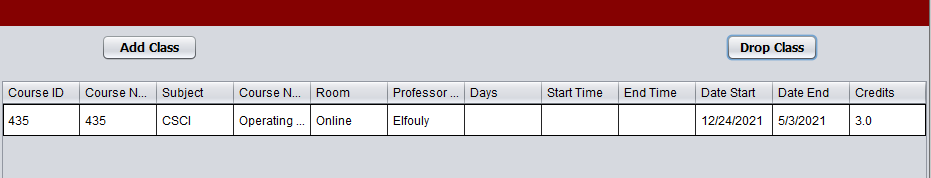 Add Class Drop Class
Course ID Course N... Subject Course N... Room Professor ... Days Start Time End Time Date Start Date End Credits
435 435 CSCI Operating ... Online Elfouly 12/24/2021 5/3/2021 3.0